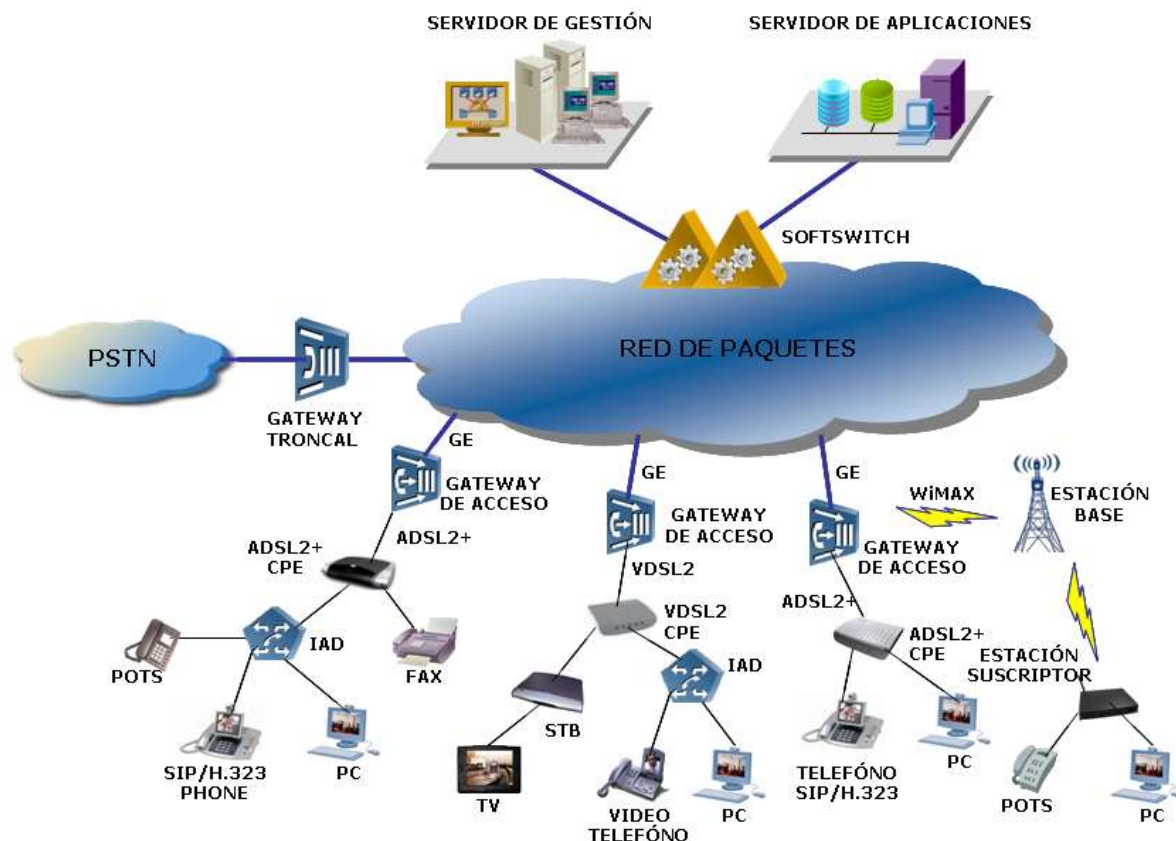 SERVIDOR DE GESTIÓN
SERVIDOR DE APLICACIONES
SOFTSWITCH
RED DE PAQUETES
PSTN
GATEWAY
TRONCAL
GE
GATEWAY
DE ACCESO
ADSL2+
ADSL2+
CPE
POTS
IAD
FAX
SIP/H.323
PHONE
PC
GE
GATEWAY
DE ACCESO
VDSL2
VDSL2
CPE
IAD
STB
TV
VIDEO
TELEFÓNO
PC
GE
GATEWAY
DE ACCESO
WiMAX
ESTACIÓN
BASE
ADSL2+
ADSL2+
CPE
TELEFÓNO
SIP/H.323
PC
ESTACIÓN
SUSCRIPTOR
POTS
PC